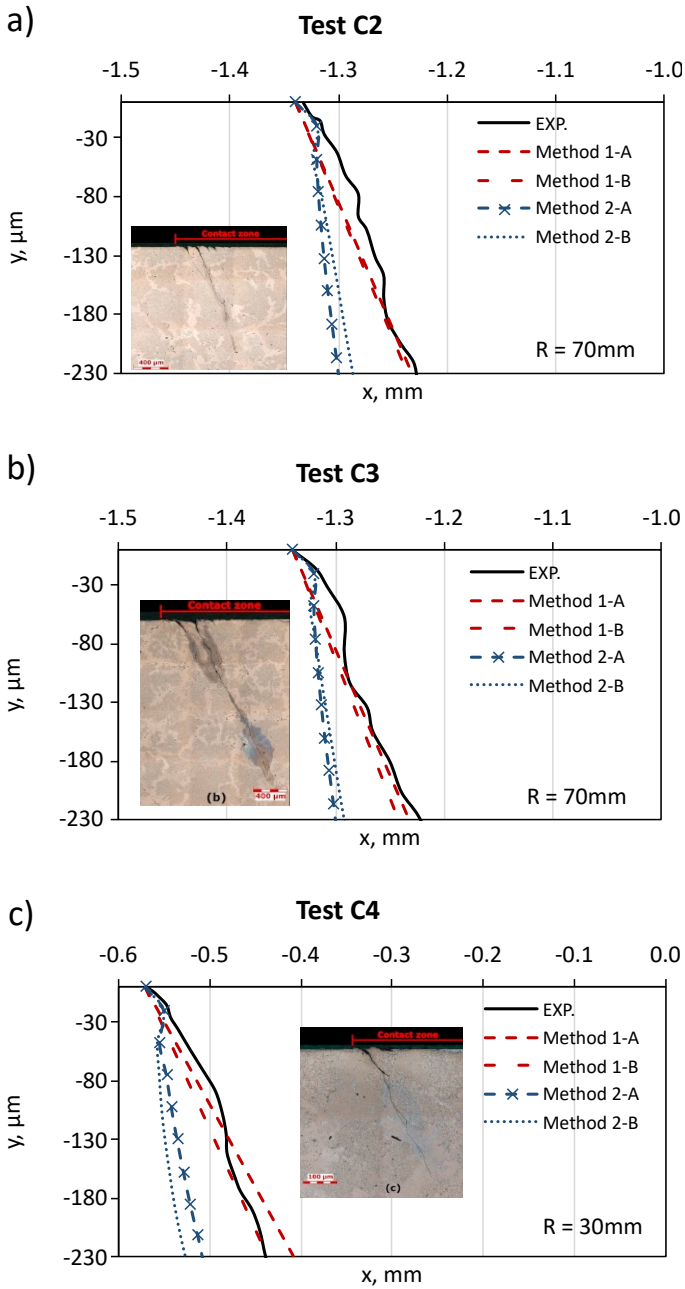 a)
Test C2
-1.5 -1.4 -1.3 -1.2 -1.1 -1.0
-30
-80
-130
-180
-230
y, µm
x, mm
EXP.
Method 1-A
Method 1-B
Method 2-A
Method 2-B
Contact zone
400 µm
R = 70mm
b)
Test C3
-1.5 -1.4 -1.3 -1.2 -1.1 -1.0
-30
-80
-130
-180
-230
y, µm
x, mm
EXP.
Method 1-A
Method 1-B
Method 2-A
Method 2-B
Contact zone
(b)
400 µm
R = 70mm
c)
Test C4
-0.6 -0.5 -0.4 -0.3 -0.2 -0.1 0.0
-30
-80
-130
-180
-230
y, µm
x, mm
EXP.
Method 1-A
Method 1-B
Method 2-A
Method 2-B
Contact zone
100 µm
(c)
R = 30mm